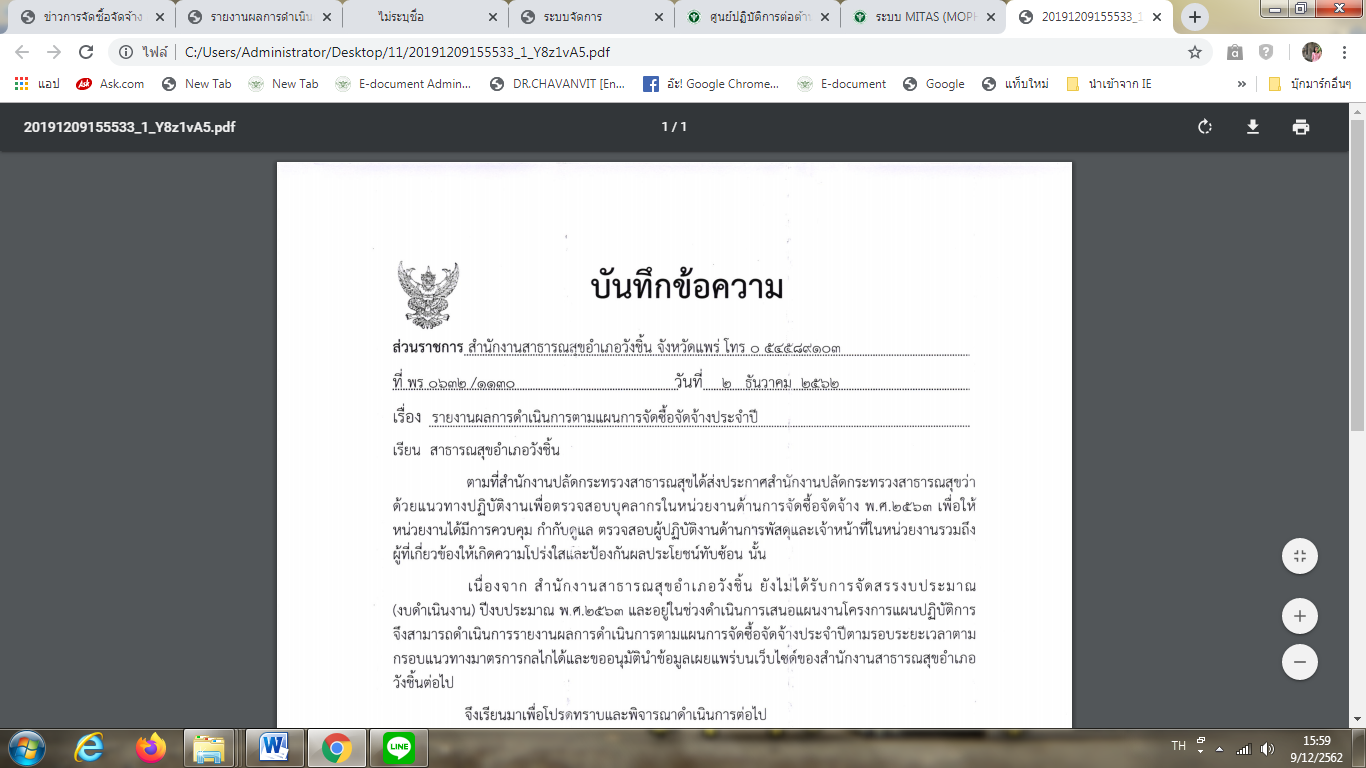 ข่าวการจัดซื้อจัดจ้าง
รายงานผลการดำเนิน
ไม่ระบุชื่อ
ระบบจัดการ
ศูนย์ปฏิบัติการต่อต้าน
ระบบ MITAS (MOPH
20191209155533_1
ไฟล์ C:/Users/Administrator/Desktop/11/20191209155533_1_Y8z1vA5.pdf
แอป Ask.com New Tab New Tab E-document Admin... DR.CHAVANVIT [En... อ๊ะ! Google Chrome... E-document Google แท็บใหม่ นำเข้าจาก IE » บุ๊กมาร์กอื่นๆ
20191209155533_1_Y8z1vA5.pdf 1 / 1
บันทึกข้อความ
ส่วนราชการ สำนักงานสาธารณสุขอำเภอวังชิ้น จังหวัดแพร่ โทร ๐ ๕๔๕๘๙๑๐๓
ที่ พร ๐๖๓๒ /๑๑๓๐ วันที่ ๒ ธันวาคม ๒๕๖๒
เรื่อง รายงานผลการดำเนินการตามแผนการจัดซื้อจัดจ้างประจำปี
เรียน สาธารณสุขอำเภอวังชิ้น
ตามที่สำนักงานปลัดกระทรวงสาธารณสุขได้ส่งประกาศสำนักงานปลัดกระทรวงสาธารณสุขว่า
ด้วยแนวทางปฏิบัติงานเพื่อตรวจสอบบุคลากรในหน่วยงานด้านการจัดซื้อจัดจ้าง พ.ศ.๒๕๖๓ เพื่อให้
หน่วยงานได้มีการควบคุม กำกับดูแล ตรวจสอบผู้ปฏิบัติงานด้านการพัสดุและเจ้าหน้าที่ในหน่วยงานรวมถึง
ผู้ที่เกี่ยวข้องให้เกิดความโปร่งใสและป้องกันผลประโยชน์ทับซ้อน นั้น
เนื่องจาก สำนักงานสาธารณสุขอำเภอวังชิ้น ยังไม่ได้รับการจัดสรรงบประมาณ
(งบดำเนินงาน) ปีงบประมาณ พ.ศ.๒๕๖๓ และอยู่ในช่วงดำเนินการเสนอแผนงานโครงการแผนปฏิบัติการ
จึงสามารถดำเนินการรายงานผลการดำเนินการตามแผนการจัดซื้อจัดจ้างประจำปีตามรอบระยะเวลาตาม
กรอบแนวทางมาตรการกลไกได้และขออนุมัตินำข้อมูลเผยแพร่บนเว็บไซด์ของสำนักงานสาธารณสุขอำเภอ
วังชิ้นต่อไป
จึงเรียนมาเพื่อโปรดทราบและพิจารณาดำเนินการต่อไป
LINE
TH
15:59
9/12/2562